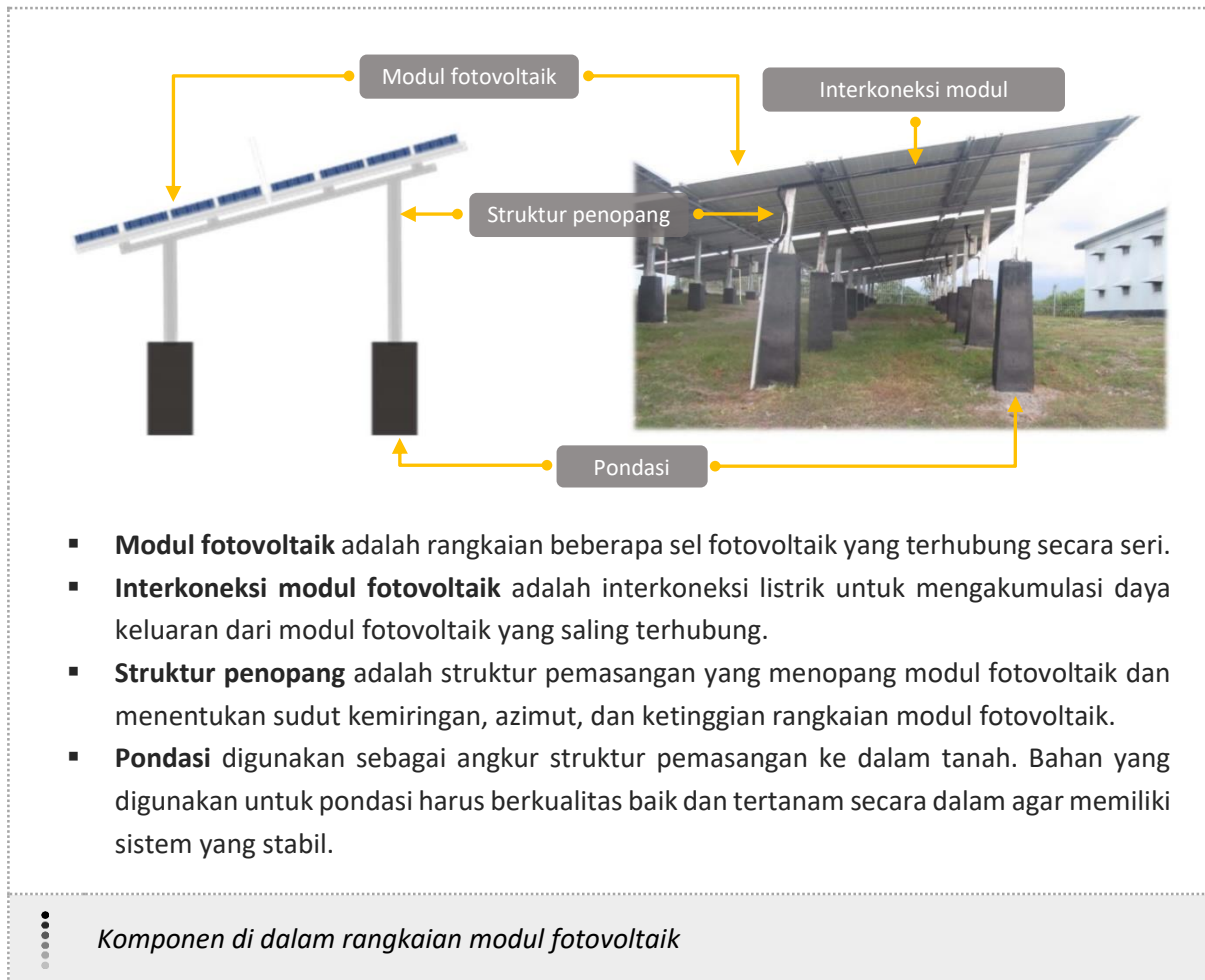 Modul fotovoltaik
Interkoneksi modul
Struktur penopang
Pondasi
▪ Modul fotovoltaik adalah rangkaian beberapa sel fotovoltaik yang terhubung secara seri.
▪ Interkoneksi modul fotovoltaik adalah interkoneksi listrik untuk mengakumulasi daya
keluaran dari modul fotovoltaik yang saling terhubung.
▪ Struktur penopang adalah struktur pemasangan yang menopang modul fotovoltaik dan
menentukan sudut kemiringan, azimut, dan ketinggian rangkaian modul fotovoltaik.
▪ Pondasi digunakan sebagai angkur struktur pemasangan ke dalam tanah. Bahan yang
digunakan untuk pondasi harus berkualitas baik dan tertanam secara dalam agar memiliki
sistem yang stabil.
Komponen di dalam rangkaian modul fotovoltaik